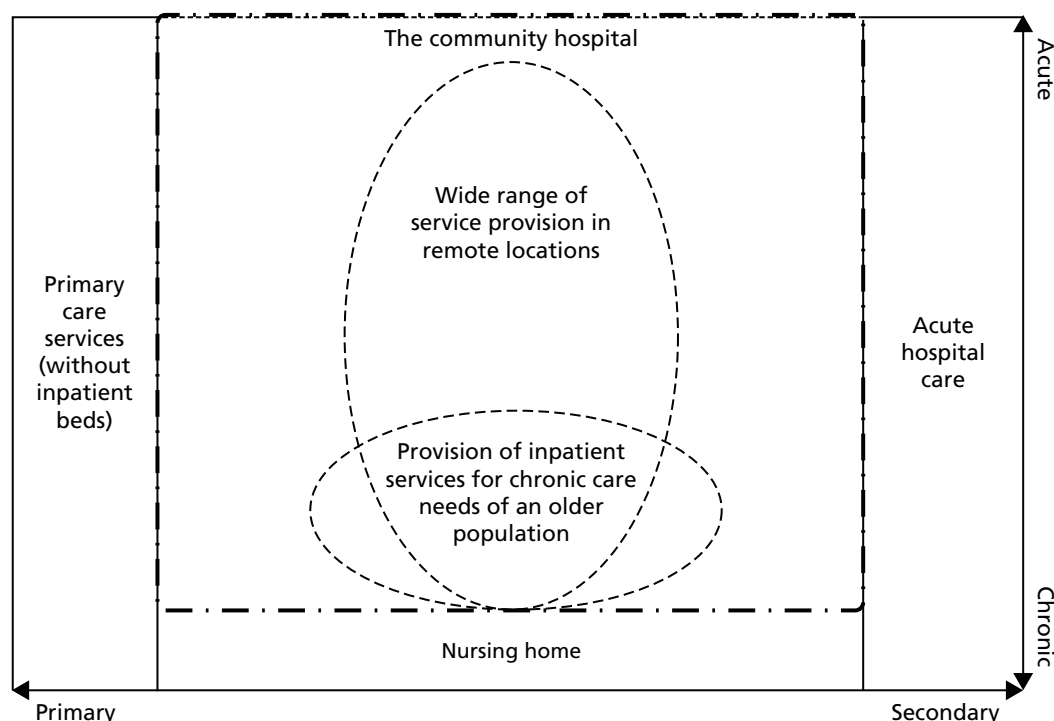 The community hospital
Acute
Wide range of
service provision in
remote locations
Primary
care
services
(without
inpatient
beds)
Acute
hospital
care
Provision of inpatient
services for chronic care
needs of an older
population
Chronic
Nursing home
Primary
Secondary